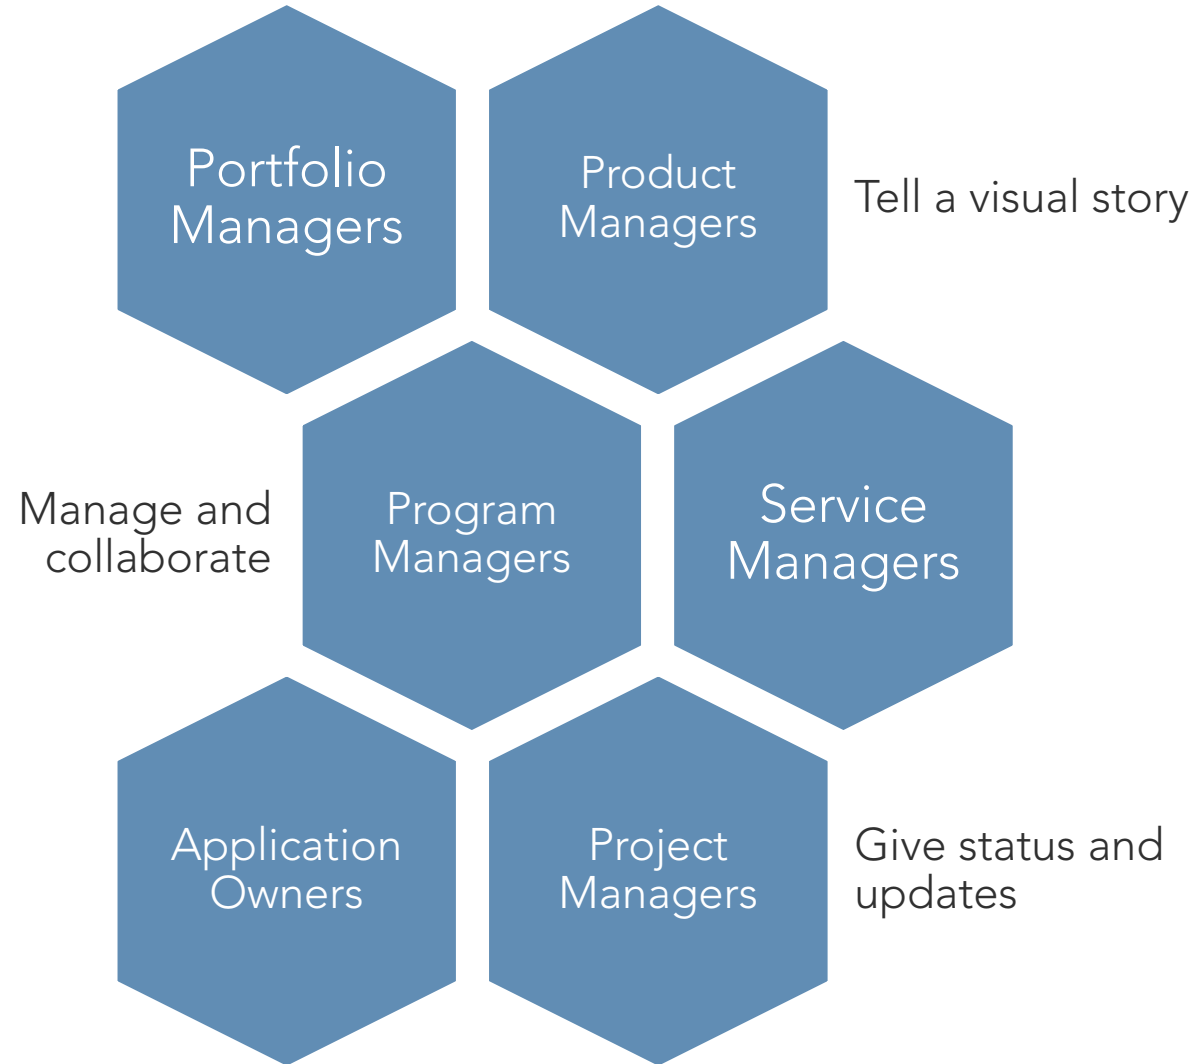 Portfolio
Managers
Product
Managers
Tell a visual story
Manage and
collaborate
Program
Managers
Service
Managers
Application
Owners
Project
Managers
Give status and
updates